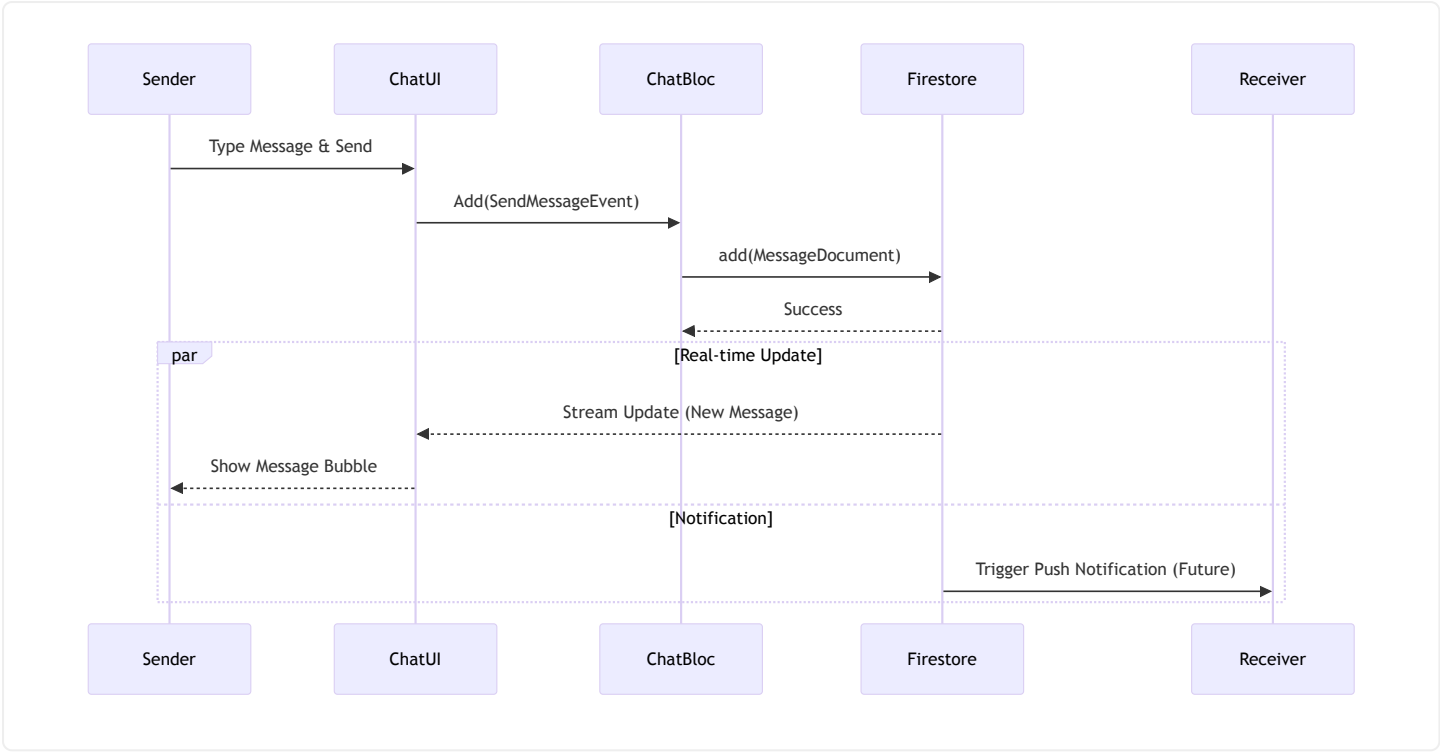 Sender
ChatUI
ChatBloc
Firestore
Receiver
Type Message & Send
Add(SendMessageEvent)
add(MessageDocument)
Success
par
[Real-time Update]
Stream Update (New Message)
Show Message Bubble
[Notification]
Trigger Push Notification (Future)
Sender
ChatUI
ChatBloc
Firestore
Receiver